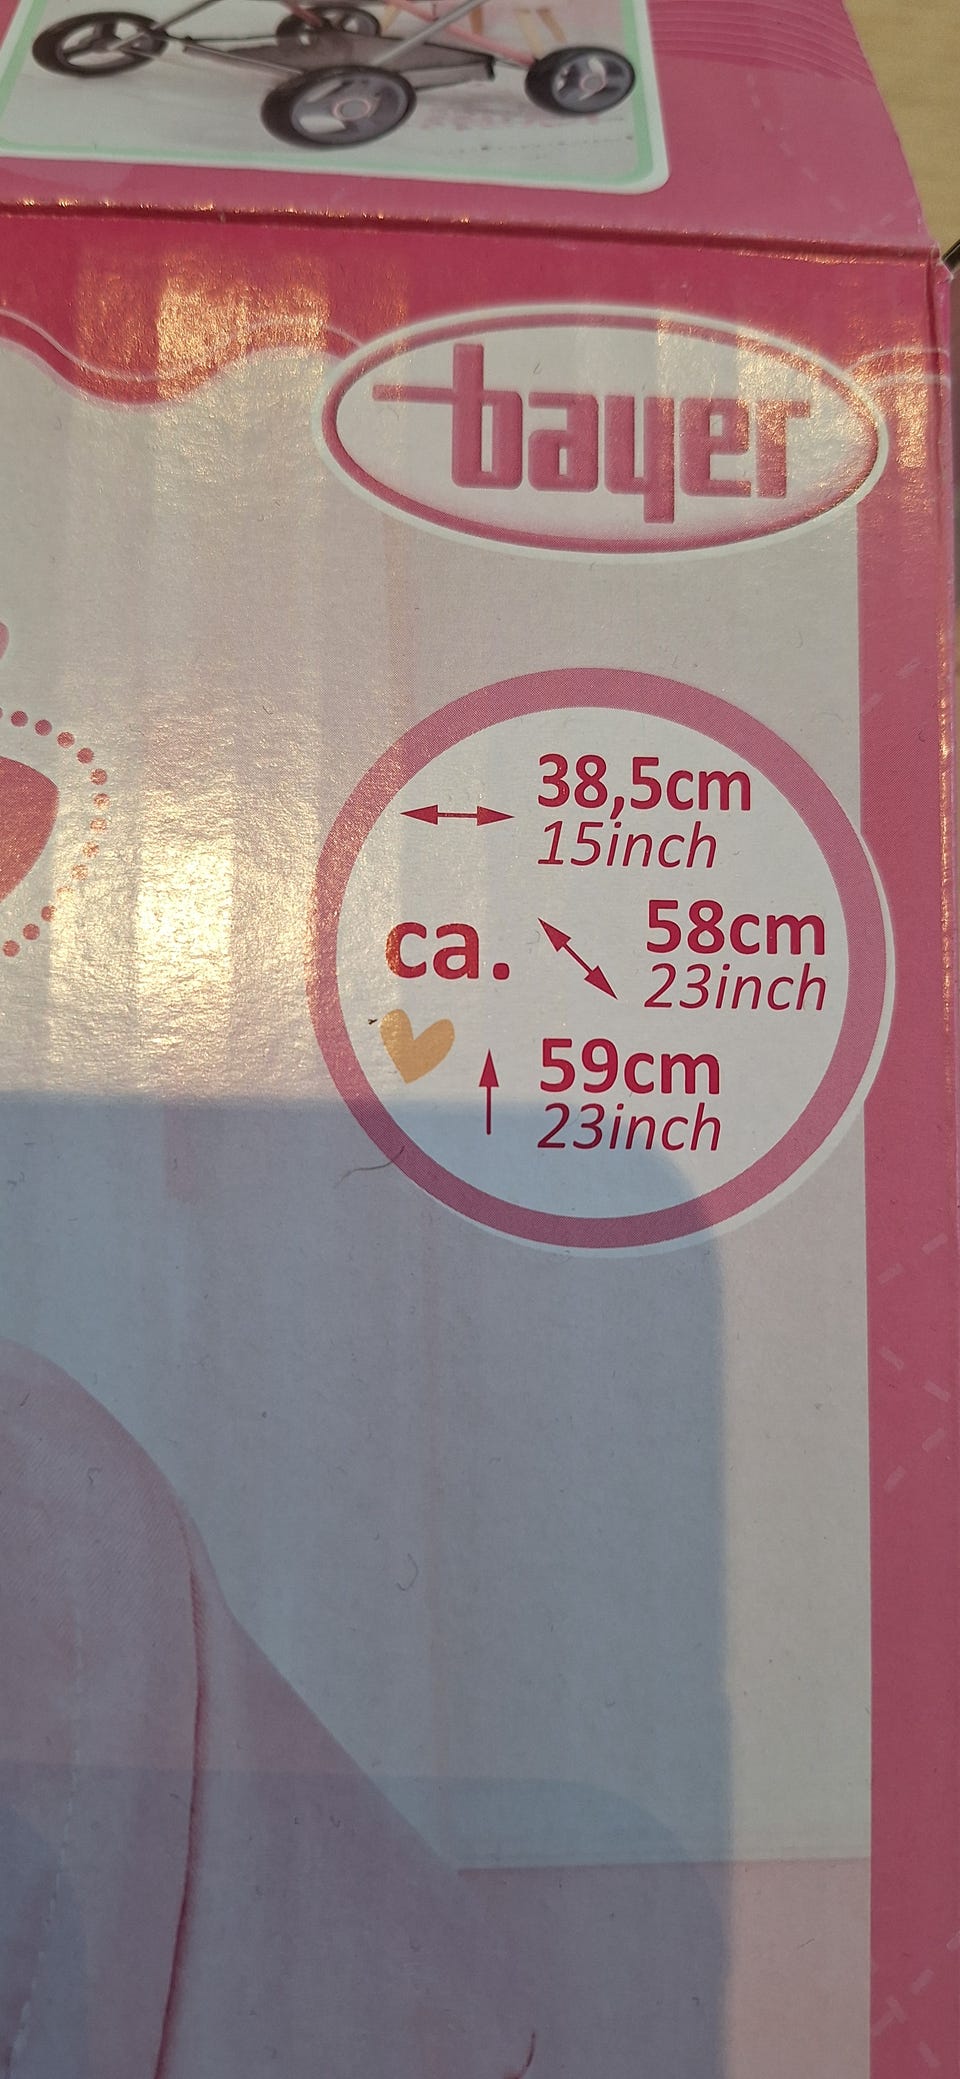 bayer
38,5cm
15inch
ca.
58cm
23inch
59cm
23inch